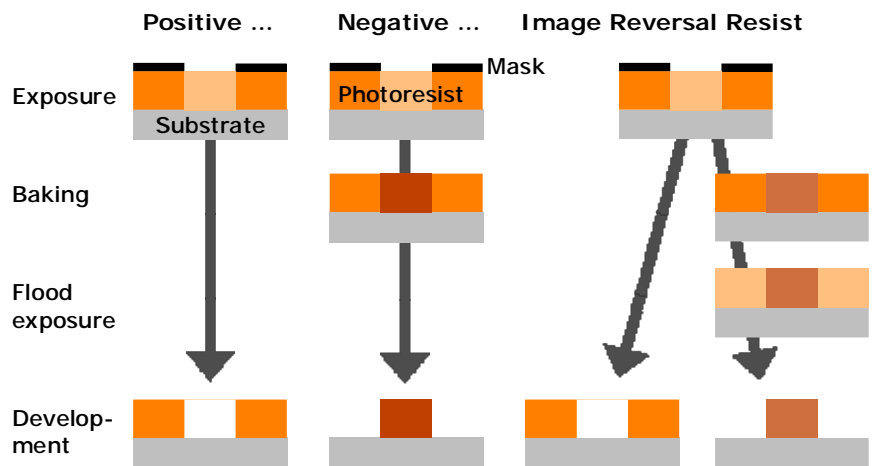 Positive ...
Negative ...
Image Reversal Resist
Mask
Exposure
Photoresist
Substrate
Baking
Flood
exposure
Develop-
ment